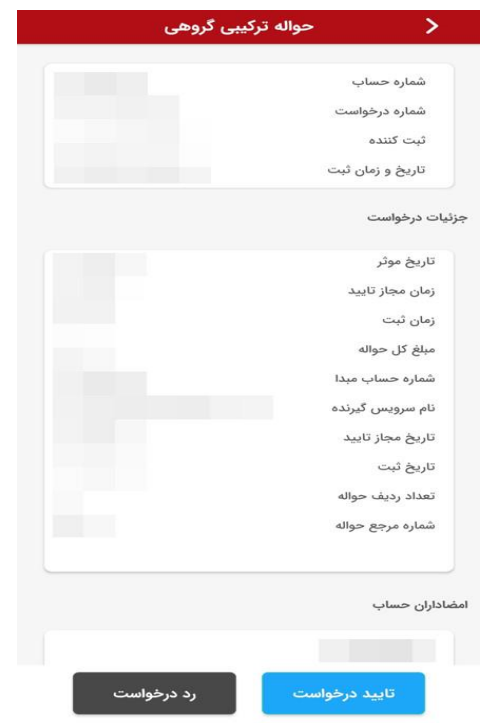 حواله ترکیبی گروهی
شماره حساب
شماره درخواست
ثبت کننده
تاریخ و زمان ثبت
جزئیات درخواست
تاریخ موثر
زمان مجاز تایید
زمان ثبت
مبلغ کل حواله
شماره حساب مبدا
نام سرویس گیرنده
تاریخ مجاز تایید
تاریخ ثبت
تعداد ردیف حواله
شماره مرجع حواله
امضاداران حساب
تایید درخواست
رد درخواست